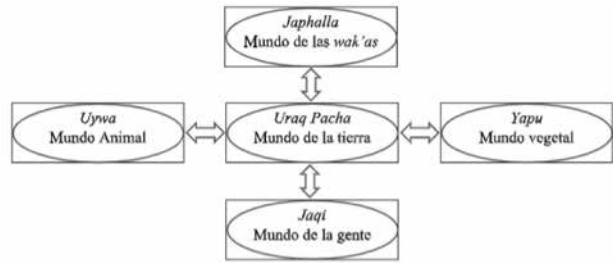 Japhalla
Mundo de las wak’as
Uywa
Mundo Animal
Uraq Pacha
Mundo de la tierra
Yapu
Mundo vegetal
Jaqi
Mundo de la gente